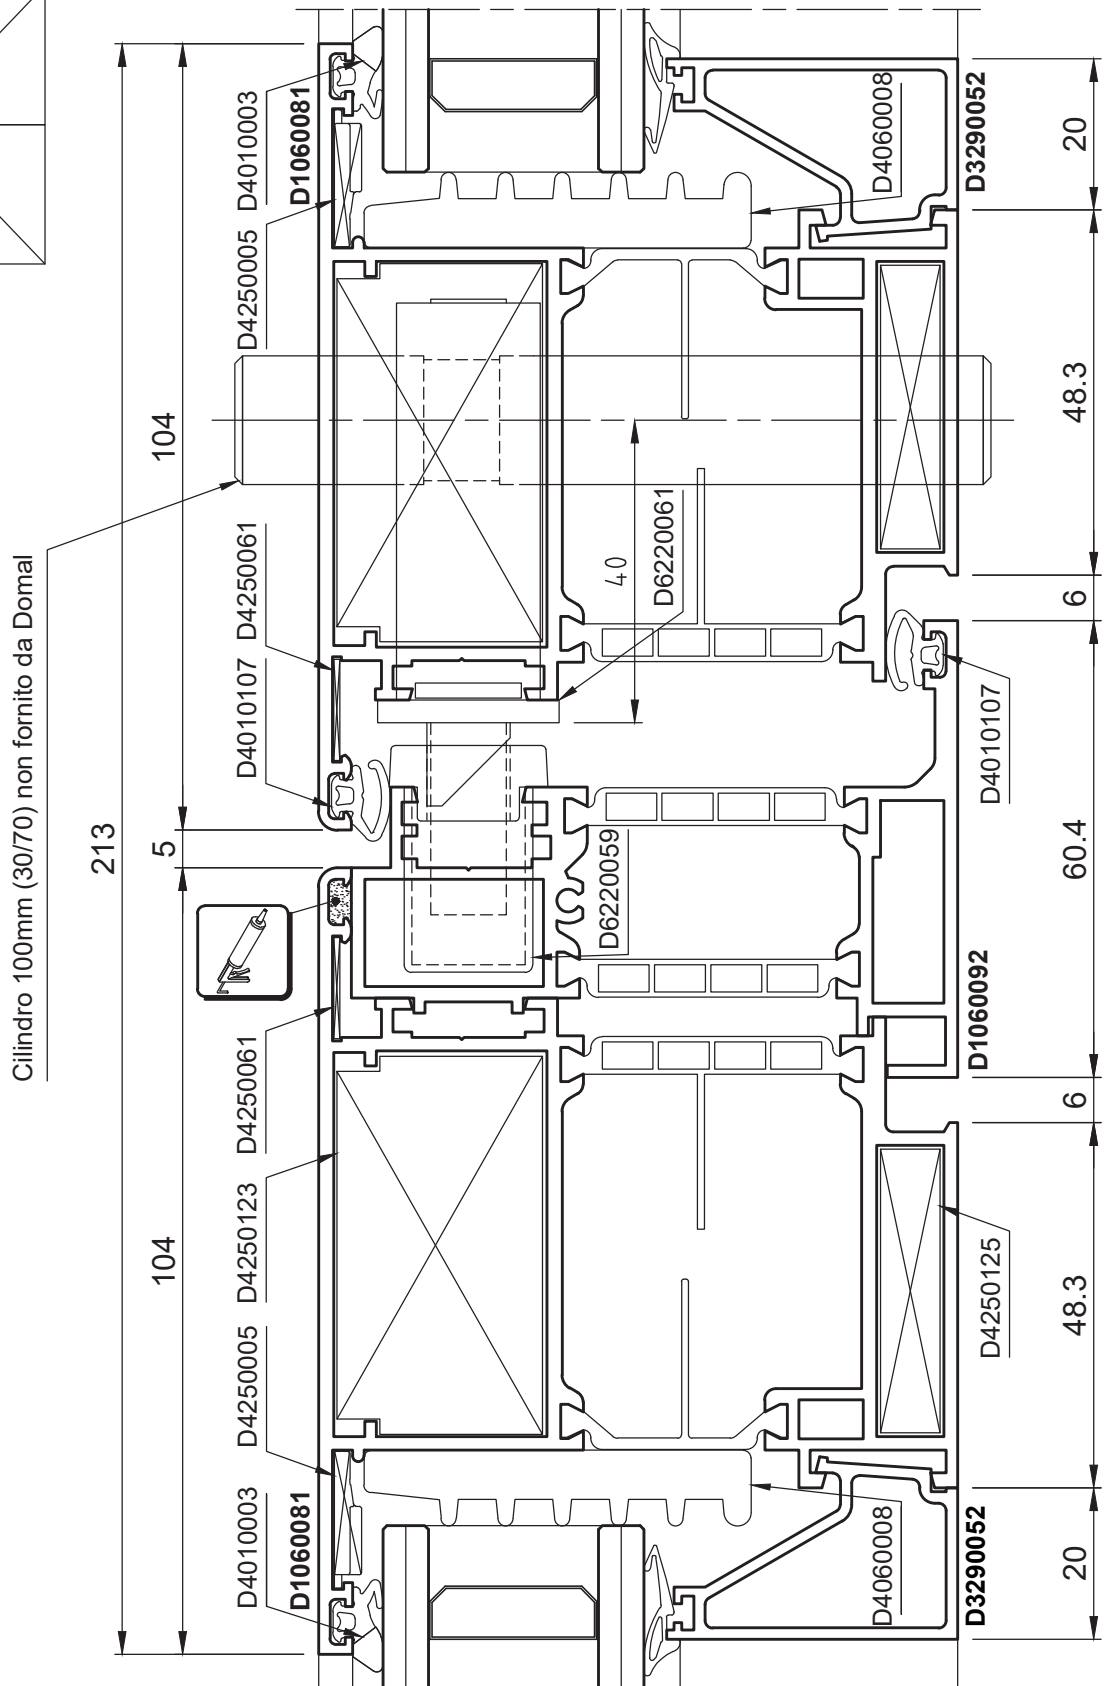 Cilindro 100mm (30/70) non fornito da Domal
213
104
5
104
D4010003
D1060081
D4250005
D4250123
D4250061
D4010107
D4250061
D4250005
D4010003
D1060081
D6220059
D6220061
40
D4060008
D3290052
D4250125
D1060092
D4010107
D4060008
D3290052
20
48.3
6
60.4
6
48.3
20